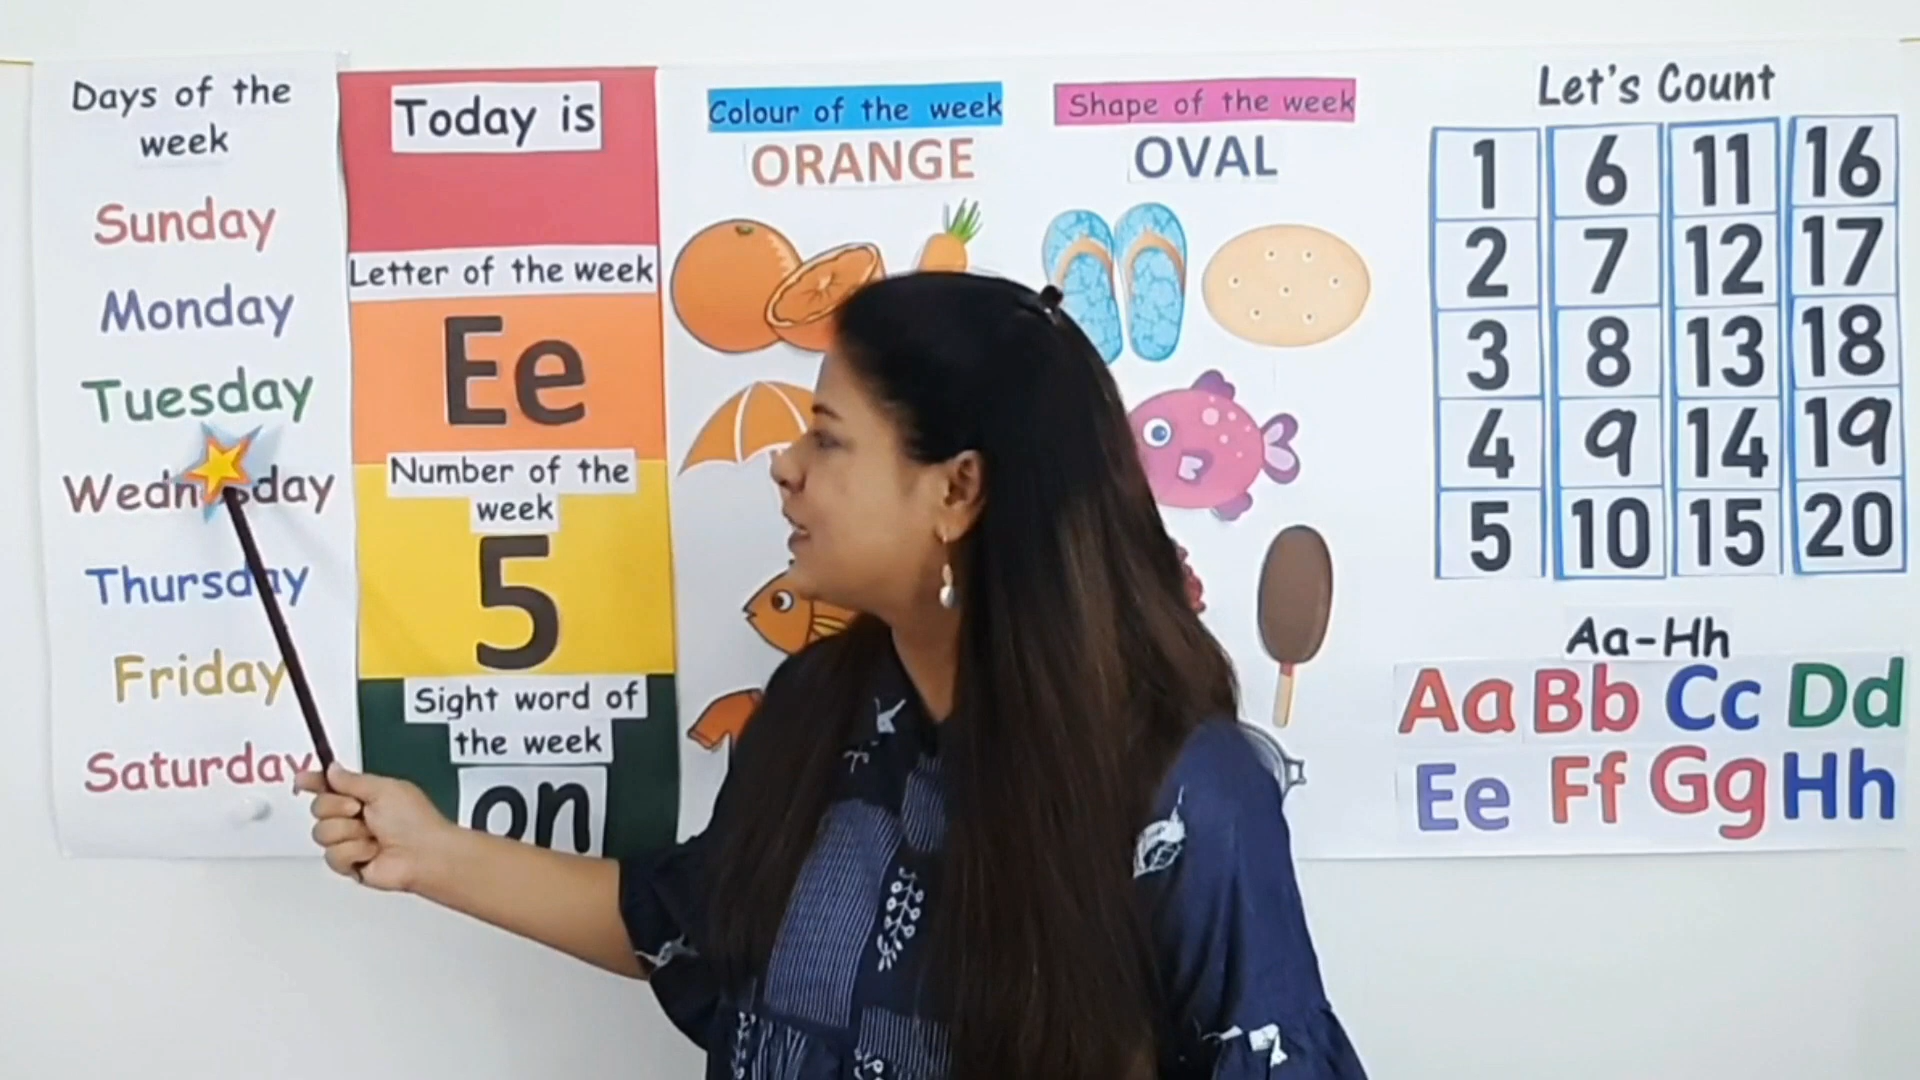 Days of the
week
Sunday
Monday
Tuesday
Wednesday
Thursday
Friday
Saturday
Today is
Letter of the week
Ee
Number of the
week
5
Sight word of
the week
on
Colour of the week
ORANGE
Shape of the week
OVAL
Let's Count
1 6 11 16
2 7 12 17
3 8 13 18
4 9 14 19
5 10 15 20
Aa-Hh
Aa Bb Cc Dd
Ee Ff Gg Hh